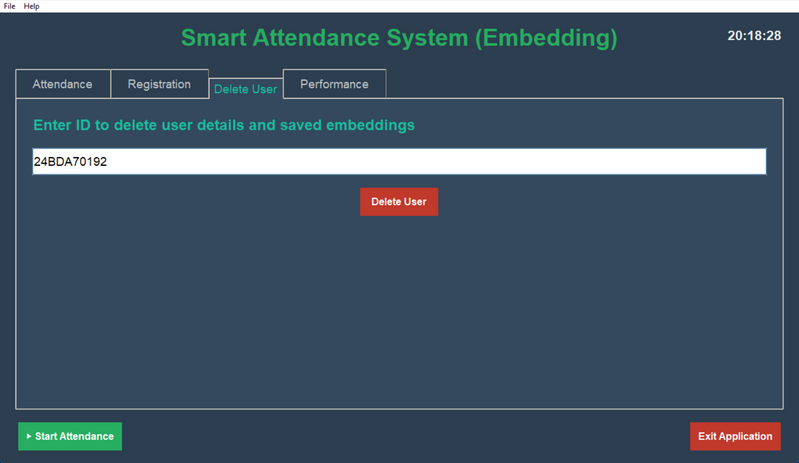 File Help
Smart Attendance System (Embedding)
20:18:28
Attendance Registration Delete User Performance
Enter ID to delete user details and saved embeddings
24BDA70192
Delete User
Start Attendance
Exit Application